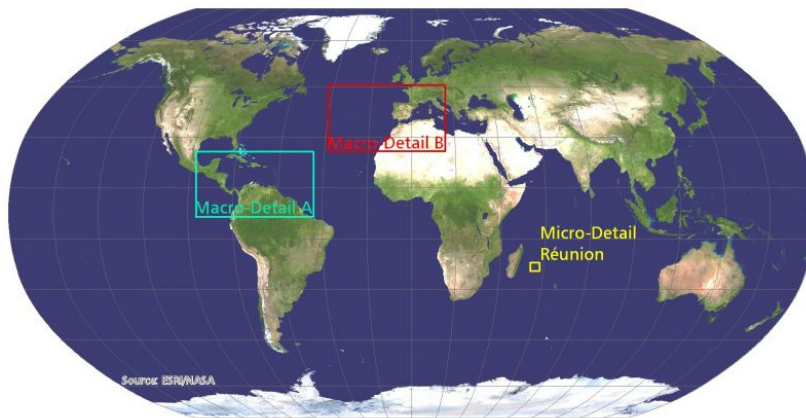 Macro-Detail B
Macro-Detail A
Micro-Detail
Réunion
Source: ESRI/NASA